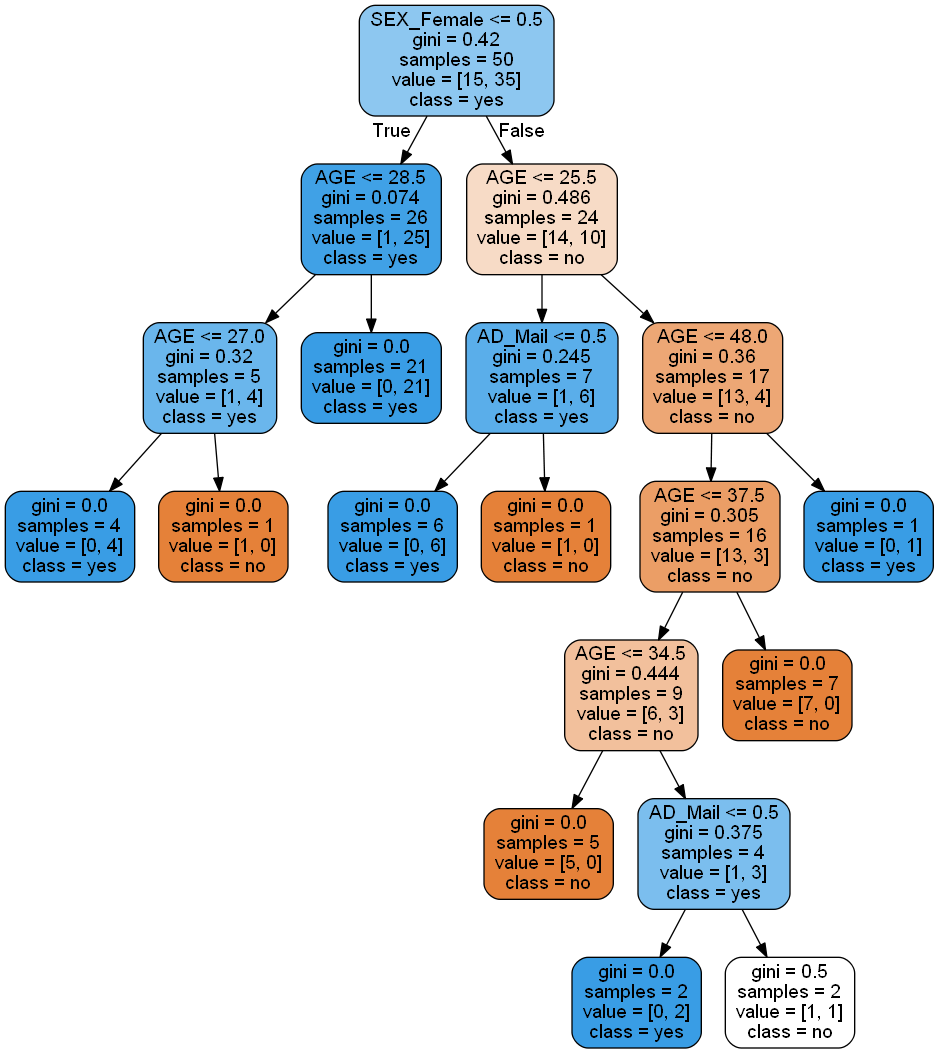 SEX_Female <= 0.5
gini = 0.42
samples = 50
value = [15, 35]
class = yes
True
False
AGE <= 28.5
gini = 0.074
samples = 26
value = [1, 25]
class = yes
AGE <= 25.5
gini = 0.486
samples = 24
value = [14, 10]
class = no
AGE <= 27.0
gini = 0.32
samples = 5
value = [1, 4]
class = yes
gini = 0.0
samples = 21
value = [0, 21]
class = yes
AD_Mail <= 0.5
gini = 0.245
samples = 7
value = [1, 6]
class = yes
AGE <= 48.0
gini = 0.36
samples = 17
value = [13, 4]
class = no
gini = 0.0
samples = 4
value = [0, 4]
class = yes
gini = 0.0
samples = 1
value = [1, 0]
class = no
gini = 0.0
samples = 6
value = [0, 6]
class = yes
gini = 0.0
samples = 1
value = [1, 0]
class = no
AGE <= 37.5
gini = 0.305
samples = 16
value = [13, 3]
class = no
gini = 0.0
samples = 1
value = [0, 1]
class = yes
AGE <= 34.5
gini = 0.444
samples = 9
value = [6, 3]
class = no
gini = 0.0
samples = 7
value = [7, 0]
class = no
gini = 0.0
samples = 5
value = [5, 0]
class = no
AD_Mail <= 0.5
gini = 0.375
samples = 4
value = [1, 3]
class = yes
gini = 0.0
samples = 2
value = [0, 2]
class = yes
gini = 0.5
samples = 2
value = [1, 1]
class = no